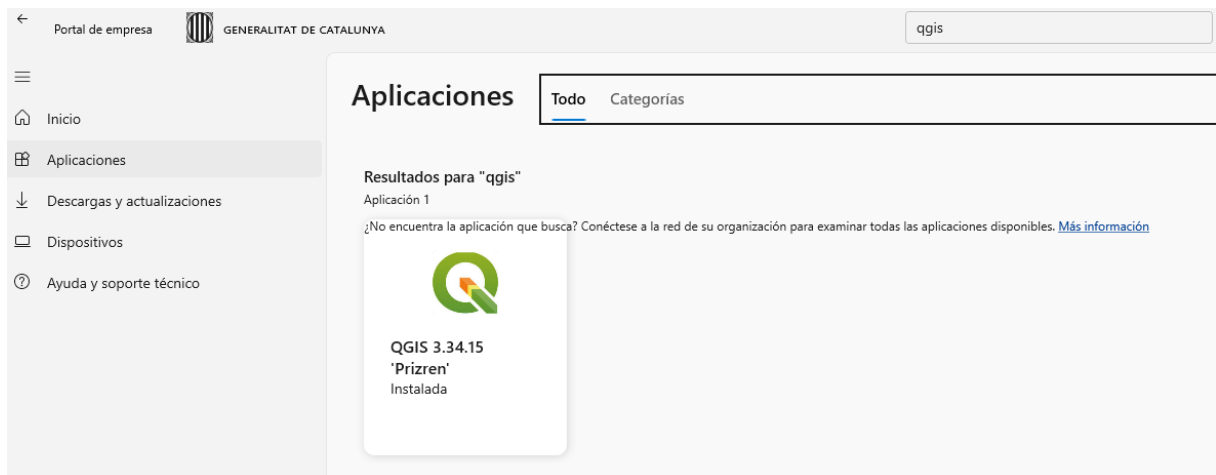 Portal de empresa
GENERALITAT DE CATALUNYA
qgis
Inicio
Aplicaciones
Descargas y actualizaciones
Dispositivos
Ayuda y soporte técnico
Aplicaciones
Todo
Categorías
Resultados para "qgis"
Aplicación 1
¿No encuentra la aplicación que busca? Conéctese a la red de su organización para examinar todas las aplicaciones disponibles. Más información
QGIS 3.34.15
'Prizren'
Instalada